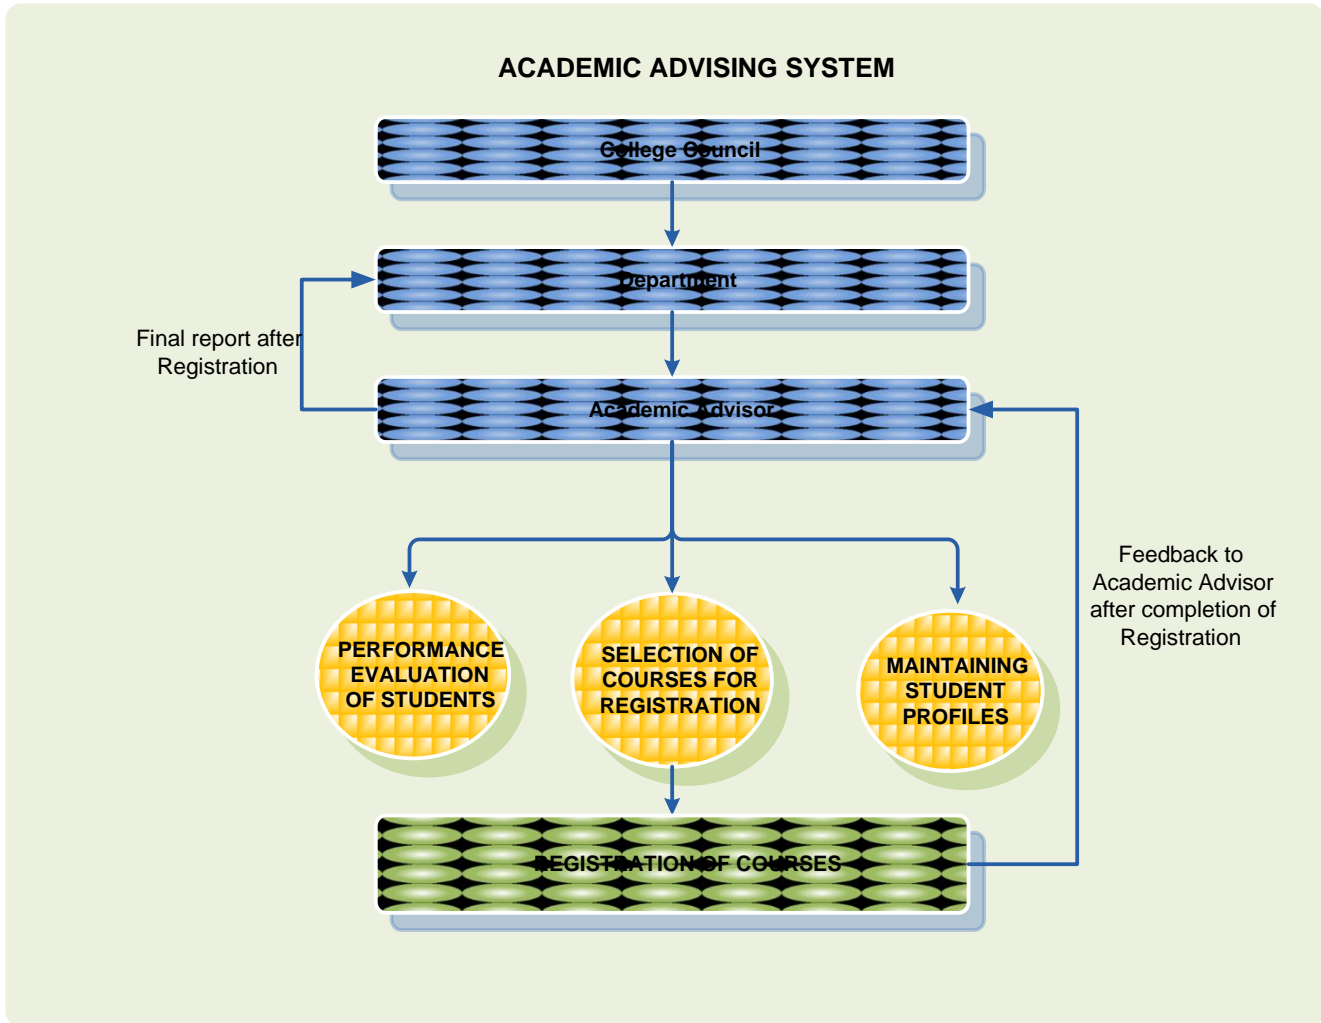 ACADEMIC ADVISING SYSTEM
College Council
Department
Final report after
Registration
Academic Advisor
Feedback to
Academic Advisor
after completion of
Registration
PERFORMANCE
EVALUATION
OF STUDENTS
SELECTION OF
COURSES FOR
REGISTRATION
MAINTAINING
STUDENT
PROFILES
REGISTRATION OF COURSES